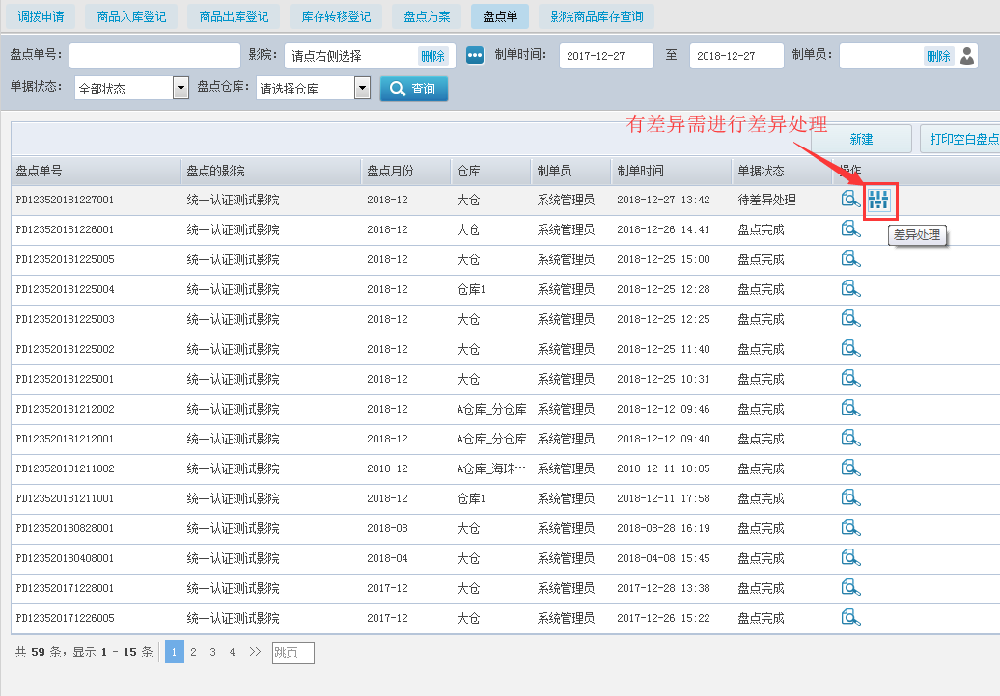 调拨申请 商品入库登记 商品出库登记 库存转移登记 盘点方案 盘点单 影院商品库存查询
盘点单号： 影院： 请点右侧选择 删除 制单时间： 2017-12-27 至 2018-12-27 制单员： 删除
单据状态： 全部状态 盘点仓库： 请选择仓库 查询
有差异需进行差异处理
新建 打印空白盘点
盘点单号 盘点的影院 盘点月份 仓库 制单员 制单时间 单据状态 操作
PD123520181227001 统一认证测试影院 2018-12 大仓 系统管理员 2018-12-27 13:42 待差异处理
PD123520181226001 统一认证测试影院 2018-12 大仓 系统管理员 2018-12-26 14:41 盘点完成
差异处理
PD123520181225005 统一认证测试影院 2018-12 大仓 系统管理员 2018-12-25 15:00 盘点完成
PD123520181225004 统一认证测试影院 2018-12 仓库1 系统管理员 2018-12-25 12:28 盘点完成
PD123520181225003 统一认证测试影院 2018-12 大仓 系统管理员 2018-12-25 12:25 盘点完成
PD123520181225002 统一认证测试影院 2018-12 大仓 系统管理员 2018-12-25 11:40 盘点完成
PD123520181225001 统一认证测试影院 2018-12 大仓 系统管理员 2018-12-25 10:31 盘点完成
PD123520181212002 统一认证测试影院 2018-12 A仓库_分仓库 系统管理员 2018-12-12 09:46 盘点完成
PD123520181212001 统一认证测试影院 2018-12 A仓库_分仓库 系统管理员 2018-12-12 09:40 盘点完成
PD123520181211002 统一认证测试影院 2018-12 A仓库_海珠… 系统管理员 2018-12-11 18:05 盘点完成
PD123520181211001 统一认证测试影院 2018-12 仓库1 系统管理员 2018-12-11 17:58 盘点完成
PD123520180828001 统一认证测试影院 2018-08 大仓 系统管理员 2018-08-28 16:19 盘点完成
PD123520180408001 统一认证测试影院 2018-04 大仓 系统管理员 2018-04-08 15:45 盘点完成
PD123520171228001 统一认证测试影院 2017-12 大仓 系统管理员 2017-12-28 13:38 盘点完成
PD123520171226005 统一认证测试影院 2017-12 大仓 系统管理员 2017-12-26 15:22 盘点完成
共 59 条，显示 1 - 15 条 1 2 3 4 >> 跳页